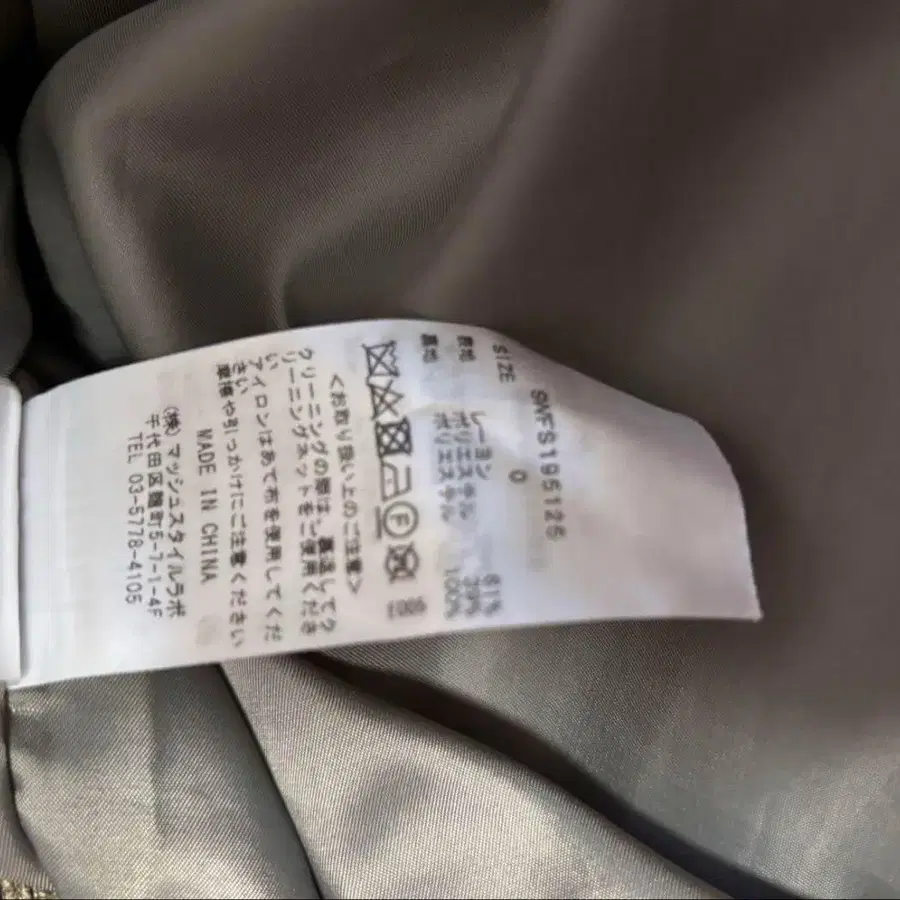 SWFS195125
SIZE 0
表地 レーヨン 61%
ポリエステル 39%
裏地 ポリエステル 100%
<お取り扱い上のご注意>
クリーニングの際は、裏返してク
リーニングネットをご使用くださ
い
アイロンはあて布を使用してくだ
さい
摩擦や引っかけにご注意ください
MADE IN CHINA
(株)マッシュスタイルラボ
千代田区麹町5-7-1-4F
TEL 03-5778-4105